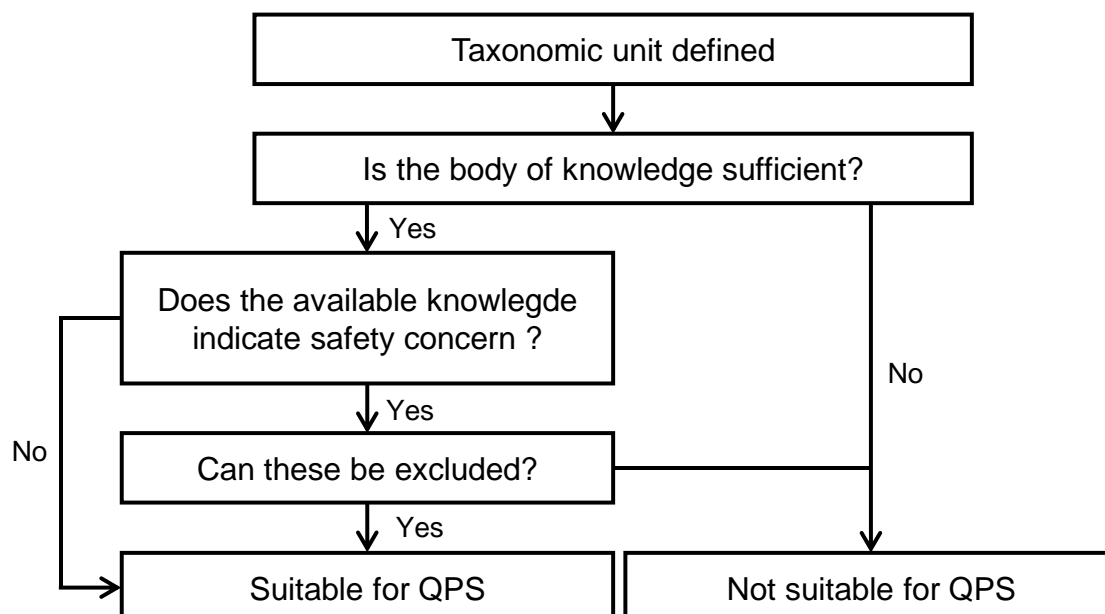 Taxonomic unit defined
Is the body of knowledge sufficient?
Yes
Does the available knowlegde
indicate safety concern ?
No
Yes
No
Can these be excluded?
Yes
Suitable for QPS
Not suitable for QPS